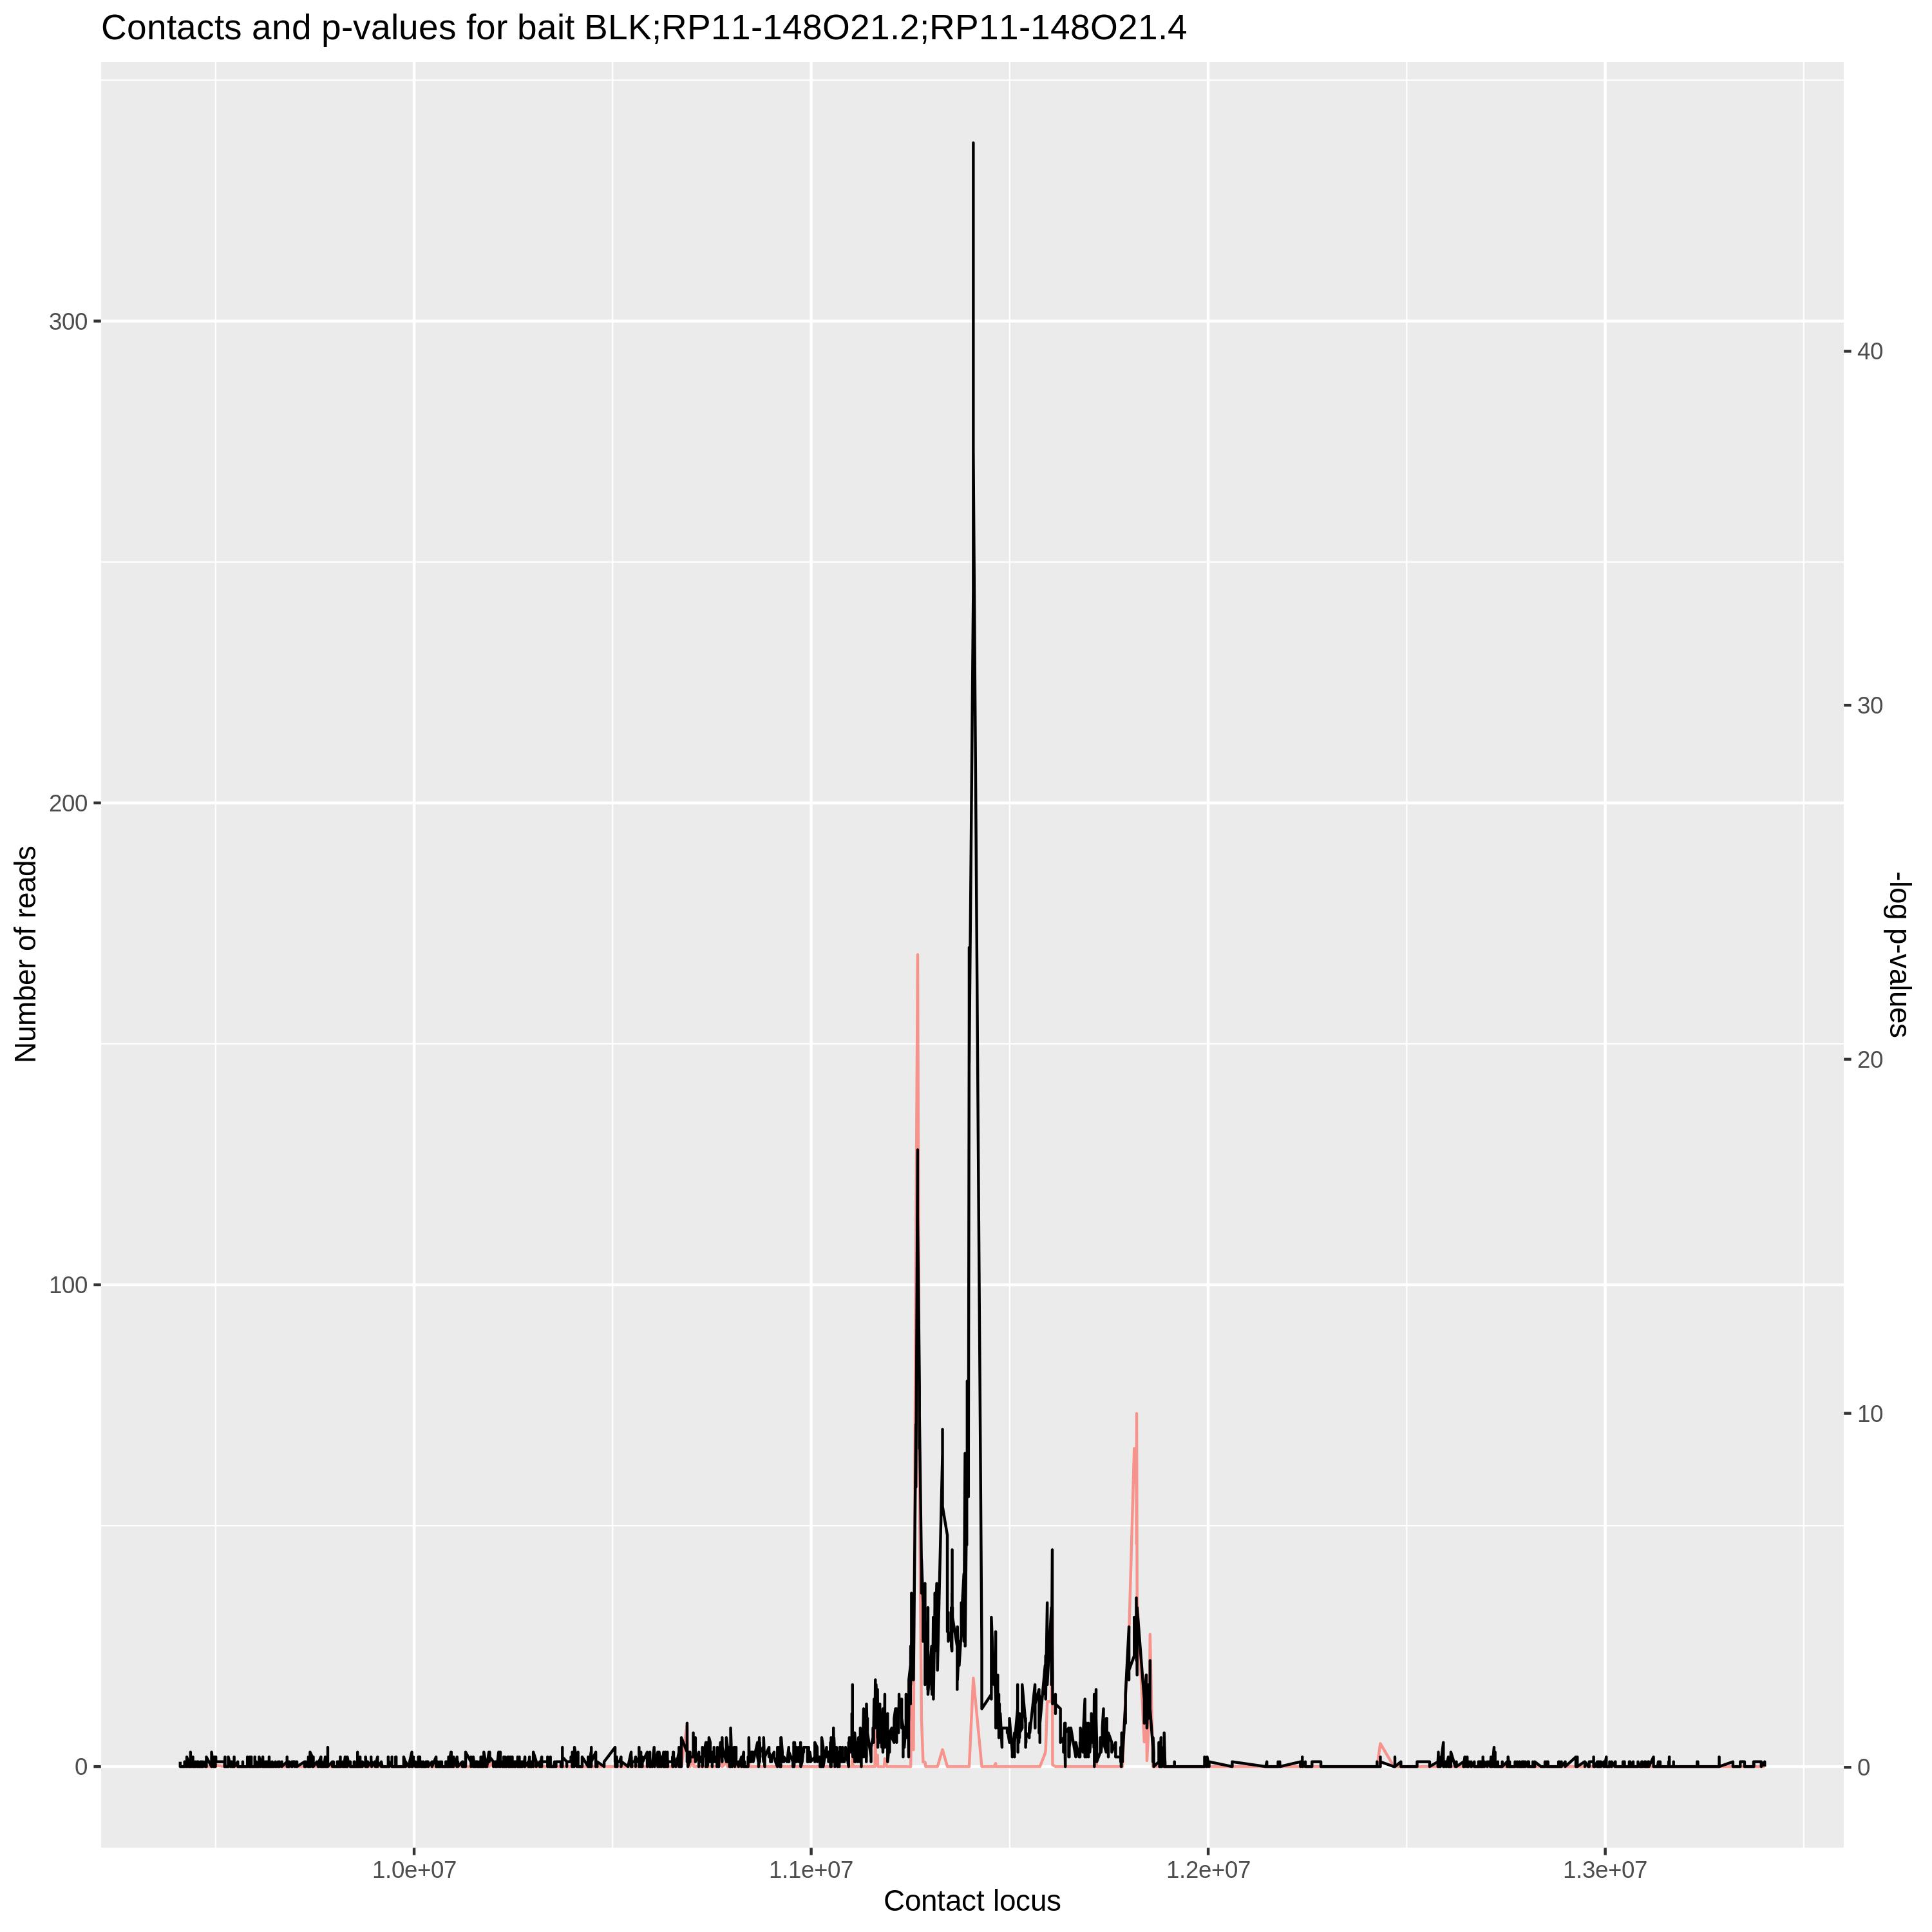 Contacts and p-values for bait BLK;RP11-148O21.2;RP11-148O21.4
300
200
100
0
Number of reads
40
30
20
10
0
-log p-values
1.0e+07
1.1e+07
1.2e+07
1.3e+07
Contact locus